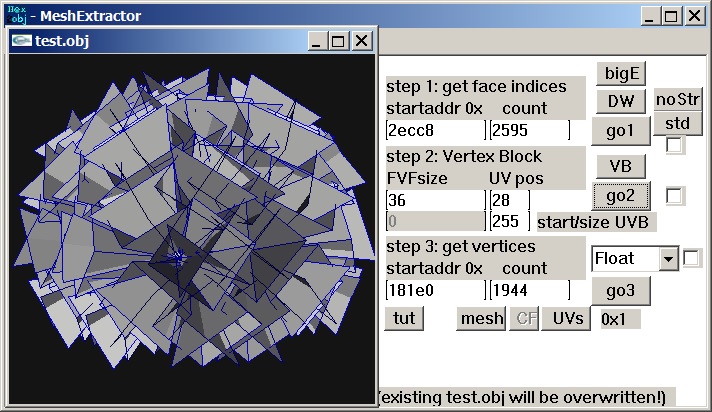 Hex
obj
- MeshExtractor
test.obj
step 1: get face indices
startaddr 0x count
2ecc8 2595
bigE
DW
go1
noStr
std
step 2: Vertex Block
FVFsize UV pos
36 28
0 255 start/size UVB
VB
go2
step 3: get vertices
startaddr 0x count
181e0 1944
Float
go3
tut mesh CF UVs 0x1
(existing test.obj will be overwritten!)